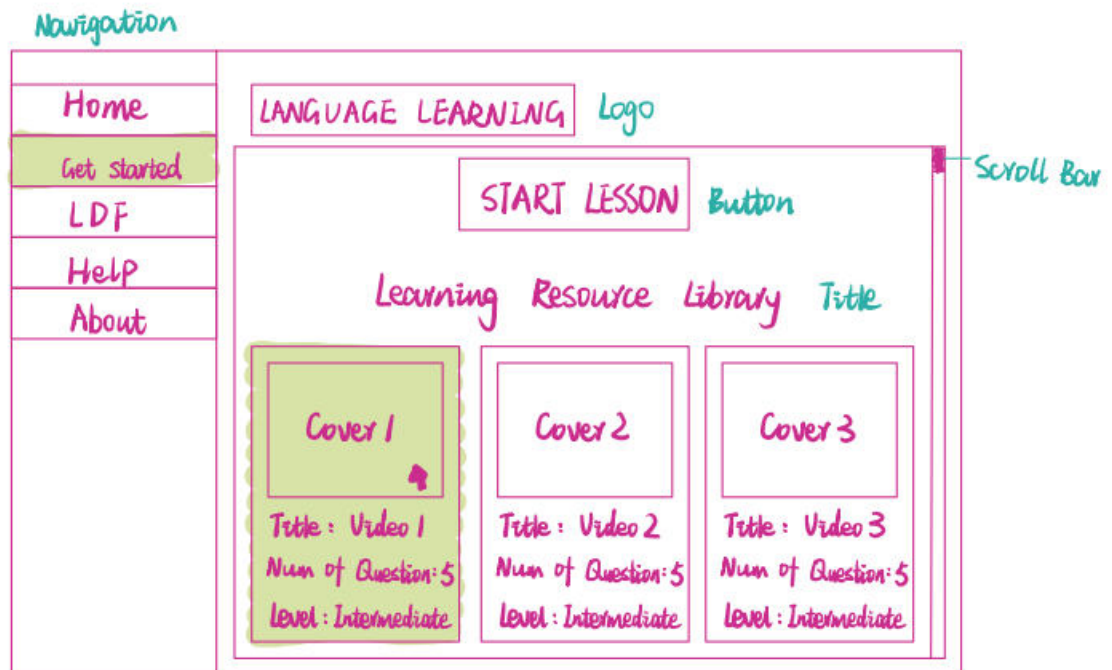 Navigation
Home
Get started
LDF
Help
About
LANGUAGE LEARNING Logo
Scroll Bar
START LESSON Button
Learning Resource Library Title
Cover 1
Title : Video 1
Num of Question: 5
Level : Intermediate
Cover 2
Title : Video 2
Num of Question: 5
Level : Intermediate
Cover 3
Title : Video 3
Num of Question: 5
Level : Intermediate